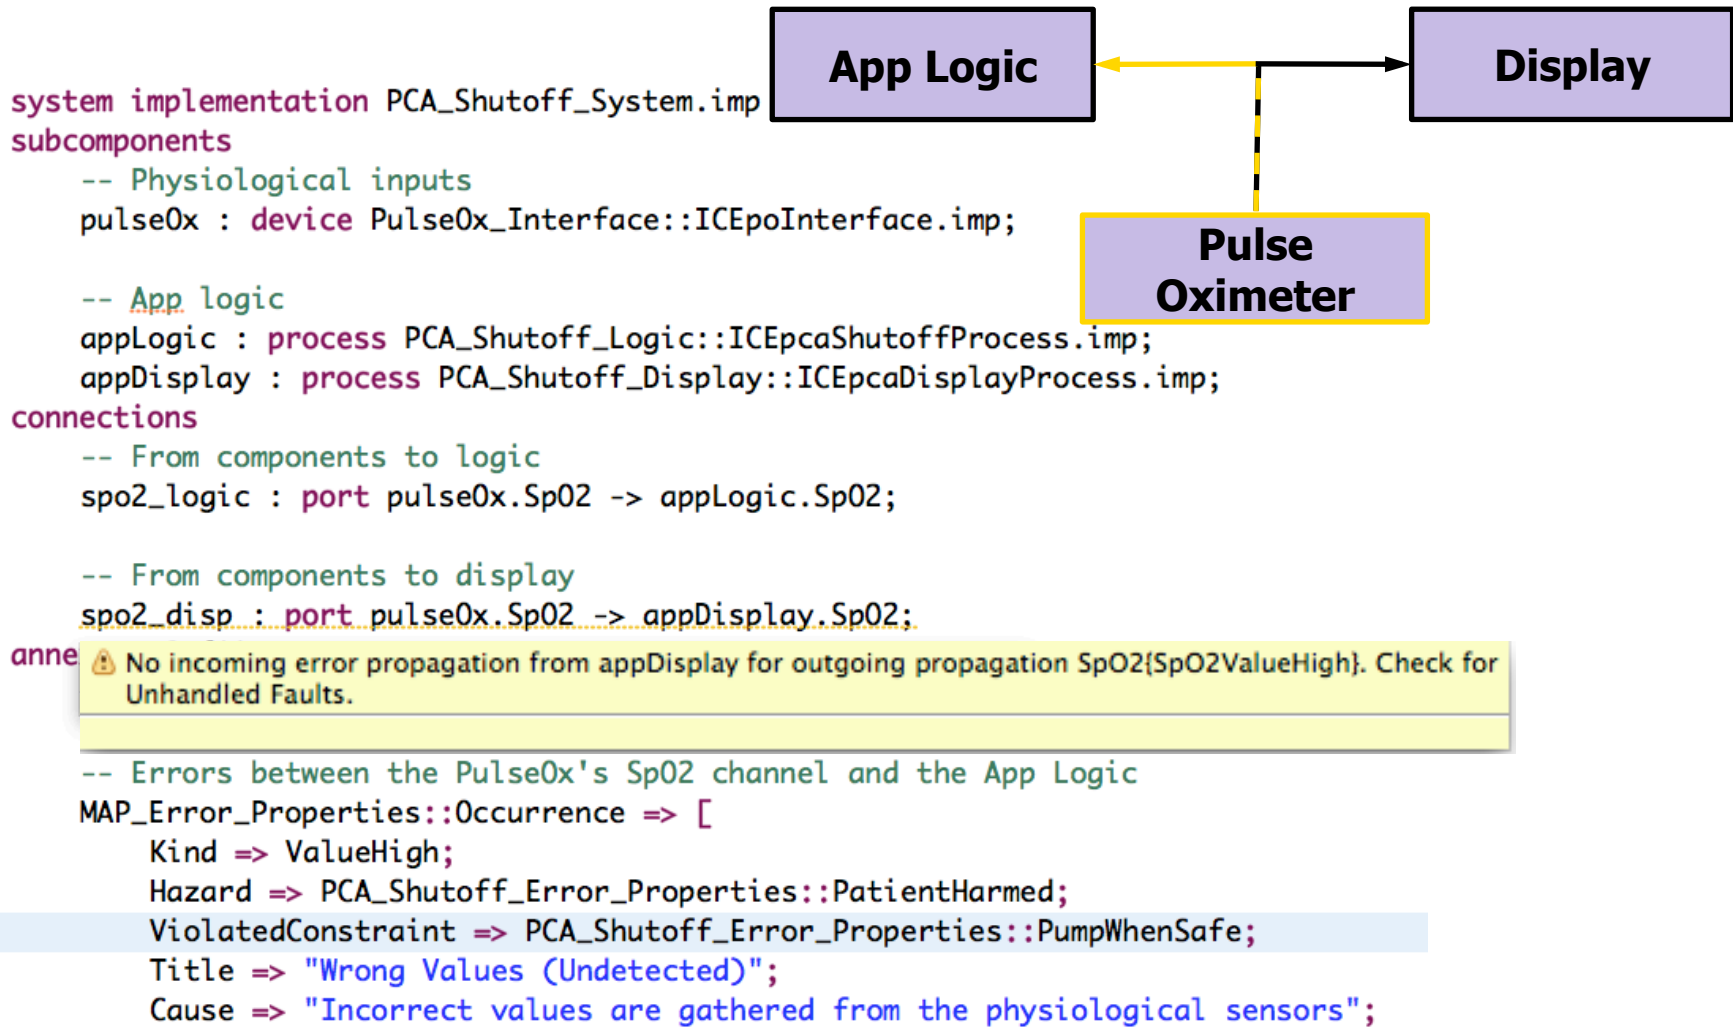 App Logic
Display
system implementation PCA_Shutoff_System.imp
subcomponents
-- Physiological inputs
pulseOx : device PulseOx_Interface::ICEpoInterface.imp;
Pulse
Oximeter
-- App logic
appLogic : process PCA_Shutoff_Logic::ICEpcaShutoffProcess.imp;
appDisplay : process PCA_Shutoff_Display::ICEpcaDisplayProcess.imp;
connections
-- From components to logic
spo2_logic : port pulseOx.SpO2 -> appLogic.SpO2;
-- From components to display
spo2_disp : port pulseOx.SpO2 -> appDisplay.SpO2;
anne
No incoming error propagation from appDisplay for outgoing propagation SpO2{SpO2ValueHigh}. Check for
Unhandled Faults.
-- Errors between the PulseOx's SpO2 channel and the App Logic
MAP_Error_Properties::Occurrence => [
Kind => ValueHigh;
Hazard => PCA_Shutoff_Error_Properties::PatientHarmed;
ViolatedConstraint => PCA_Shutoff_Error_Properties::PumpWhenSafe;
Title => "Wrong Values (Undetected)";
Cause => "Incorrect values are gathered from the physiological sensors";